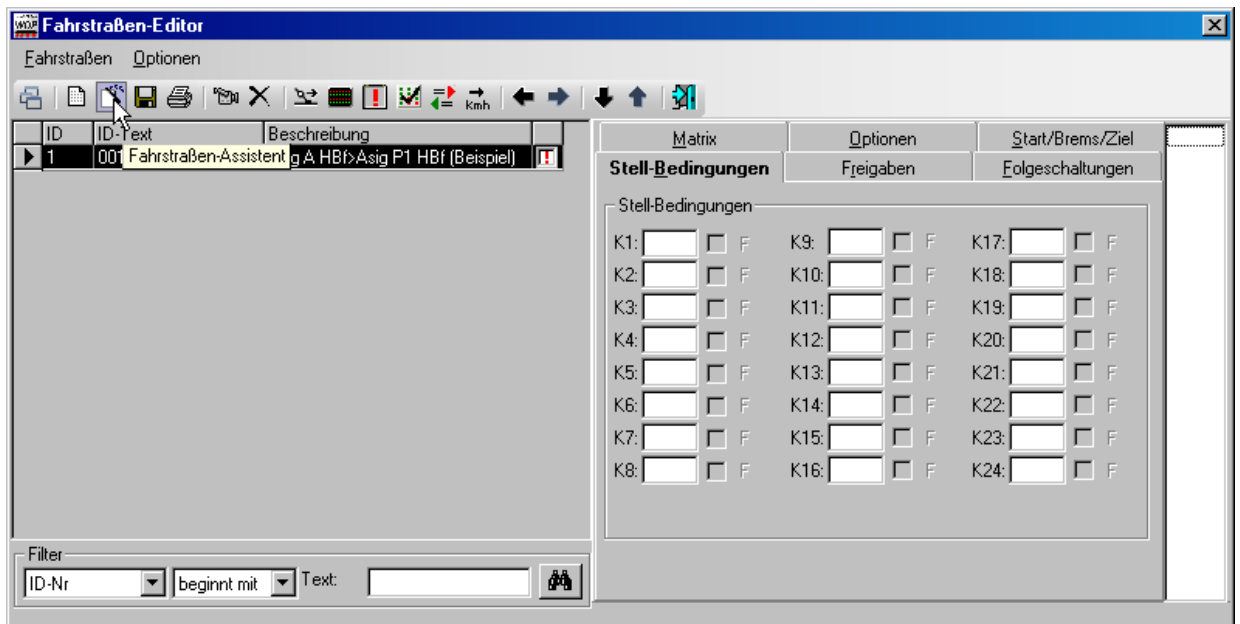 Fahrstraßen-Editor
Fahrstraßen Optionen
Kmh
ID ID-Text Beschreibung
1 001 g A HBf>Asig P1 HBf (Beispiel)
Fahrstraßen-Assistent
Matrix Optionen Start/Brems/Ziel
Stell-Bedingungen Freigaben Folgeschaltungen
Stell-Bedingungen
K1: F K9: F K17: F
K2: F K10: F K18: F
K3: F K11: F K19: F
K4: F K12: F K20: F
K5: F K13: F K21: F
K6: F K14: F K22: F
K7: F K15: F K23: F
K8: F K16: F K24: F
Filter
ID-Nr beginnt mit Text: